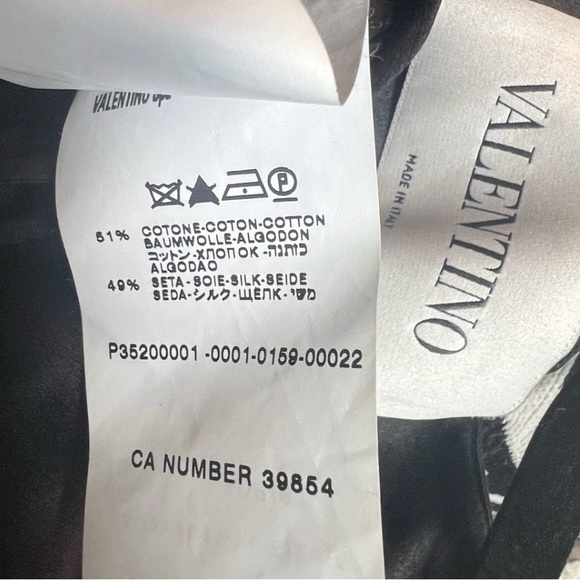 VALENTINO
51% COTONE-COTON-COTTON
BAUMWOLLE-ALGODON
コットン-ХЛОПОК-כותנה
ALGODAO
49% SETA-SOIE-SILK-SEIDE
SEDA-シルク-ШЁЛК-משי
P35200001-0001-0159-00022
CA NUMBER 39854
VALENTINO
MADE IN ITALY